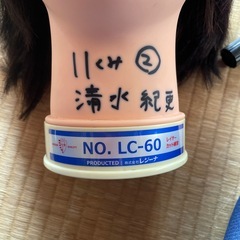 11くみ ②
清水 紀更
NO. LC-60
PRODUCTED 株式会社 レジーナ